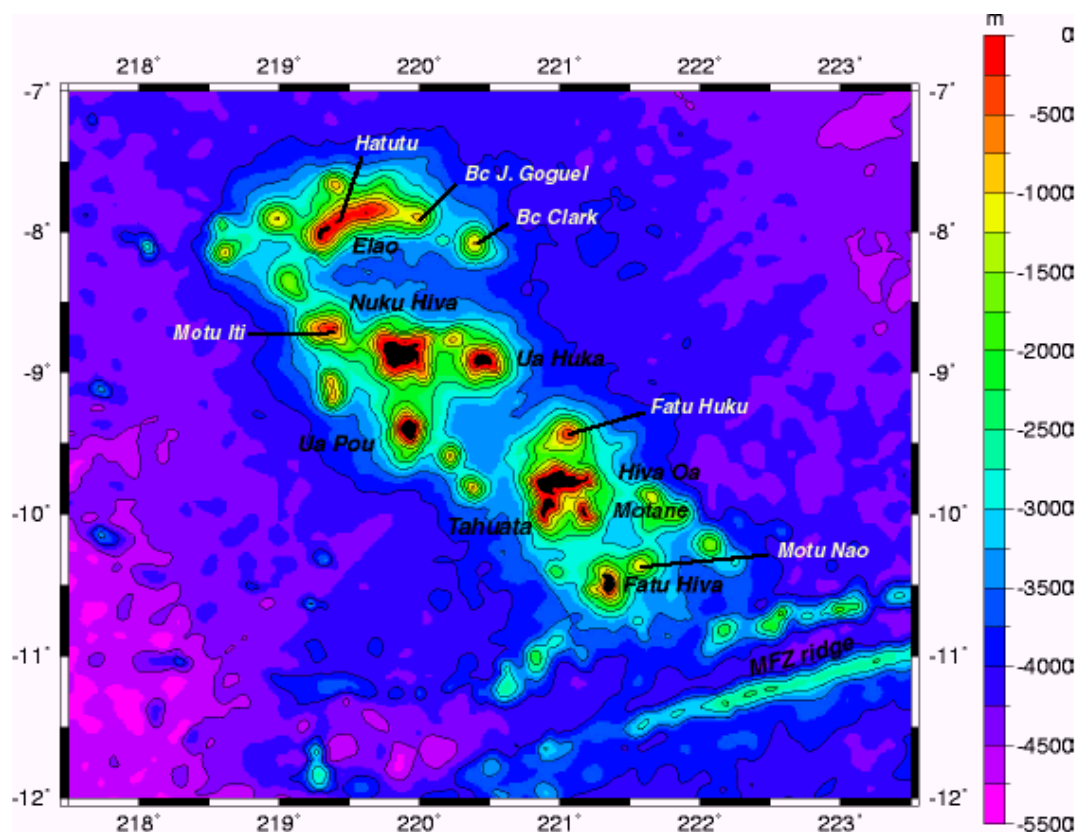 m
218° 219° 220° 221° 222° 223°
0
-7° -7°
Hatutu
-500
Bc J. Goguel
-1000
Bc Clark
-8° -8°
Eiao
-1500
Nuku Hiva
Motu Iti
-2000
Ua Huka
-9° -9°
Fatu Huku
-2500
Ua Pou
Hiva Oa
-3000
-10° Motane -10°
Tahuata
Motu Nao
-3500
Fatu Hiva
MFZ ridge
-11° -11°
-4000
-4500
-5000
-12° -12°
-5500
218° 219° 220° 221° 222° 223°